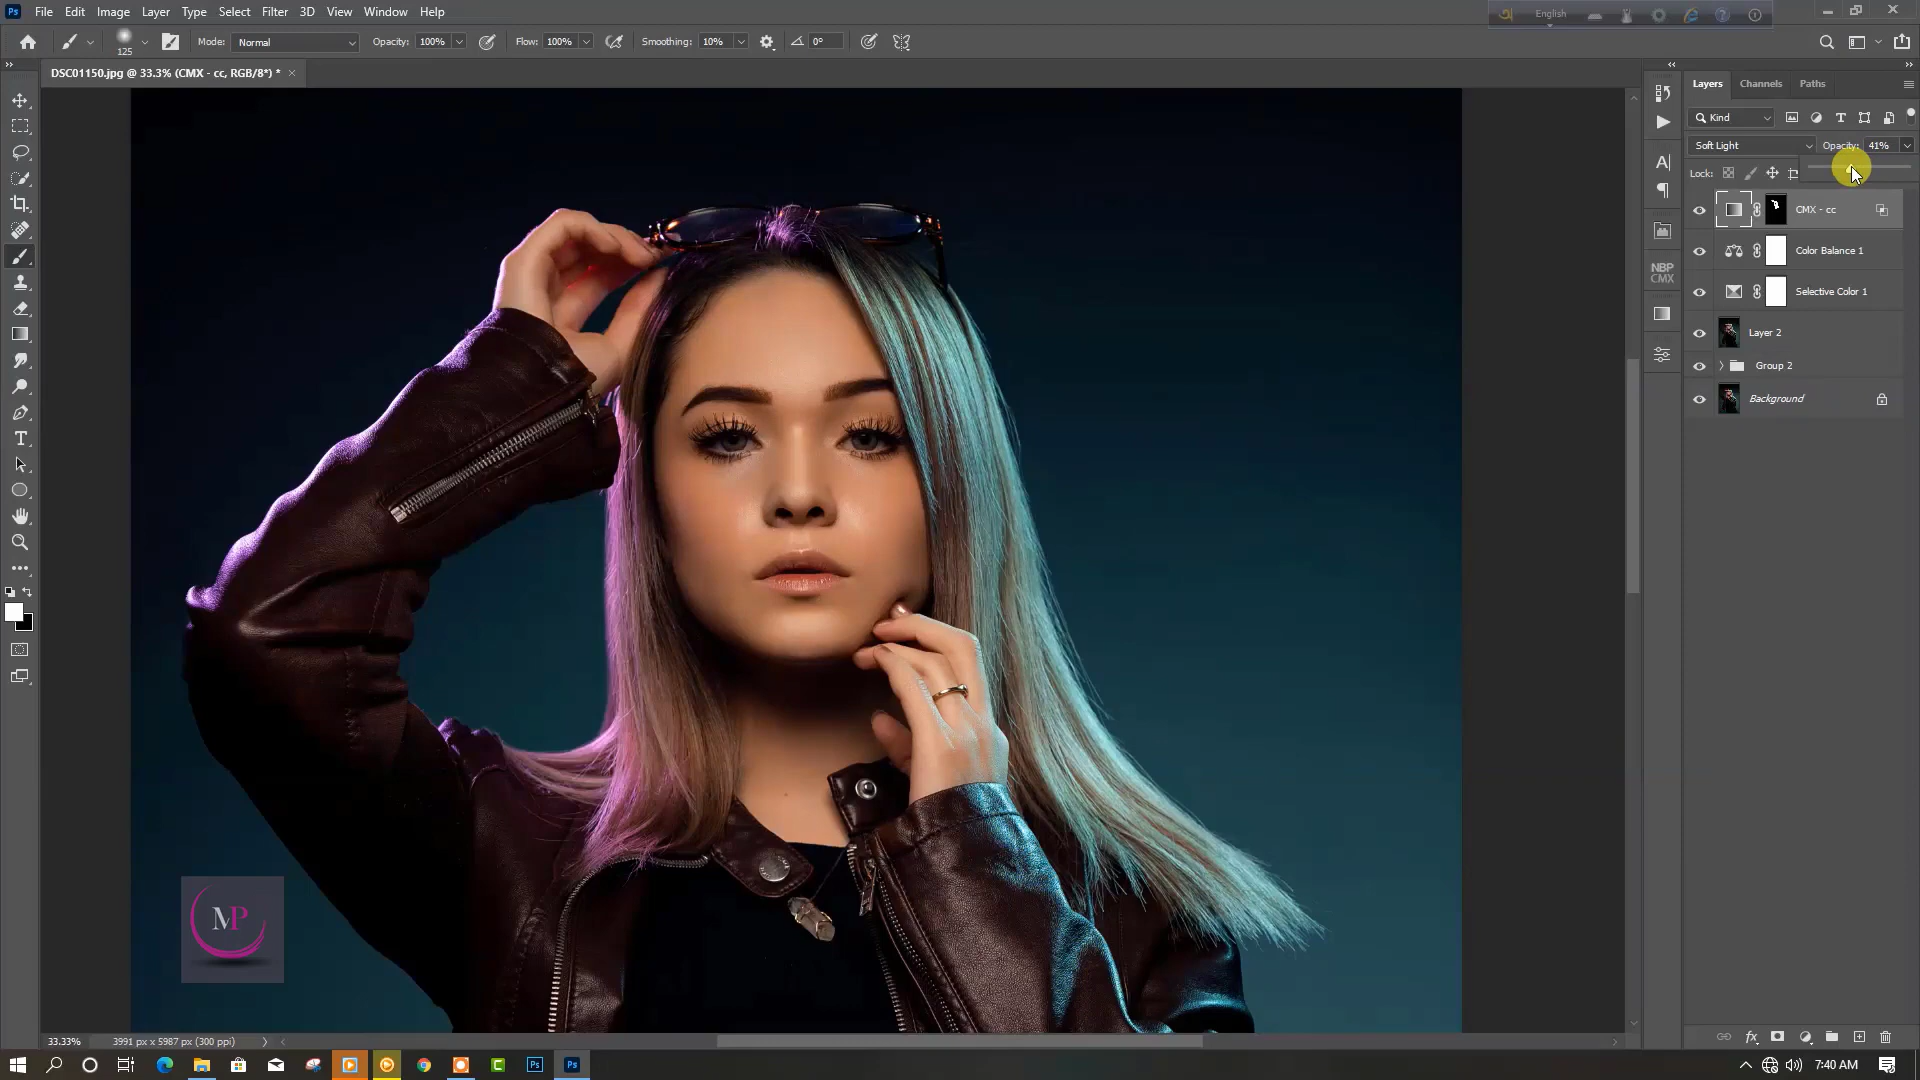 Ps File Edit Image Layer Type Select Filter 3D View Window Help
English
125 Mode: Normal Opacity: 100% Flow: 100% Smoothing: 10% 0°
DSC01150.jpg @ 33.3% (CMX - cc, RGB/8*) *
Layers Channels Paths
Kind
Soft Light Opacity: 41%
Lock:
CMX - cc
Color Balance 1
Selective Color 1
Layer 2
Group 2
Background
NBP
CMX
MP
33.33% 3991 px x 5987 px (300 ppi)
7:40 AM